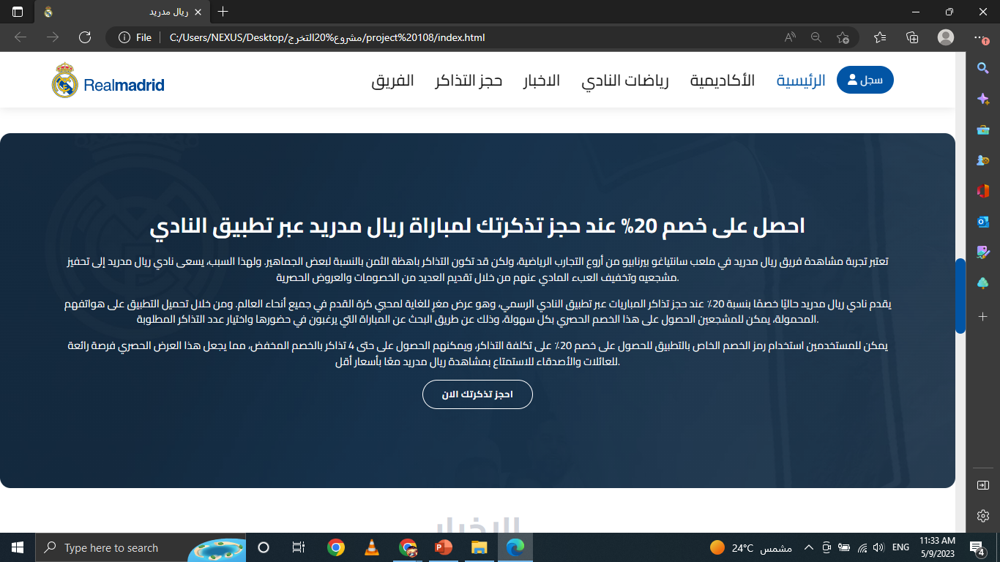 ريال مدريد
File
C:/Users/NEXUS/Desktop/مشروع%20التخرج/project%20108/index.html
Realmadrid
سجل
الرئيسية
الأكاديمية
رياضات النادي
الاخبار
حجز التذاكر
الفريق
احصل على خصم 20% عند حجز تذكرتك لمباراة ريال مدريد عبر تطبيق النادي
تعتبر تجربة مشاهدة فريق ريال مدريد في ملعب سانتياغو بيرنابيو من أروع التجارب الرياضية، ولكن قد تكون التذاكر باهظة الثمن بالنسبة لبعض الجماهير. ولهذا السبب، يسعى نادي ريال مدريد إلى تحفيز
مشجعيه وتخفيف العبء المادي عنهم من خلال تقديم العديد من الخصومات والعروض الحصرية.
يقدم نادي ريال مدريد حاليًا خصمًا بنسبة 20٪ عند حجز تذاكر المباريات عبر تطبيق النادي الرسمي، وهو عرض مغرٍ للغاية لمحبي كرة القدم في جميع أنحاء العالم. ومن خلال تحميل التطبيق على هواتفهم
المحمولة، يمكن للمشجعين الحصول على هذا الخصم الحصري بكل سهولة، وذلك عن طريق البحث عن المباراة التي يرغبون في حضورها واختيار عدد التذاكر المطلوبة.
يمكن للمستخدمين استخدام رمز الخصم الخاص بالتطبيق للحصول على خصم 20٪ على تكلفة التذاكر، ويمكنهم الحصول على حتى 4 تذاكر بالخصم المخفض، مما يجعل هذا العرض الحصري فرصة رائعة
للعائلات والأصدقاء للاستمتاع بمشاهدة ريال مدريد معًا بأسعار أقل.
احجز تذكرتك الان
الاخبار
Type here to search
24°C مشمس
ENG
11:33 AM
5/9/2023
4